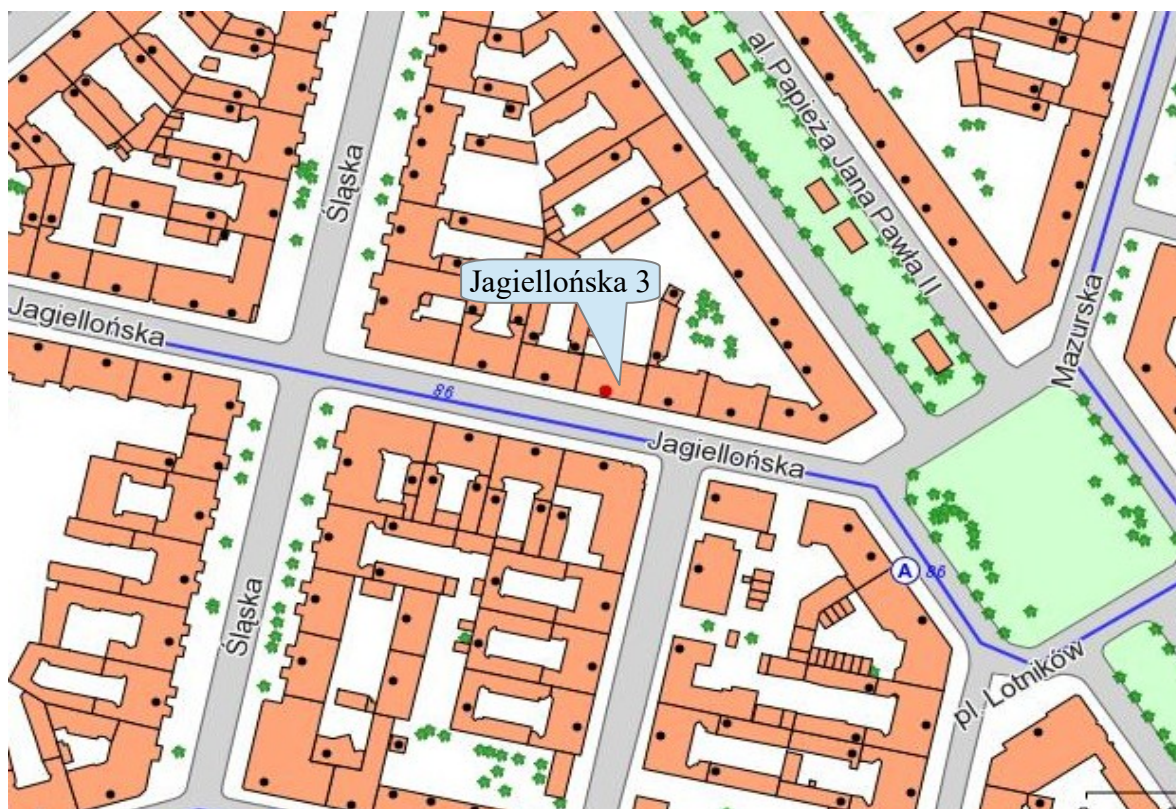 al. Papieża Jana Pawła II
Śląska
Jagiellońska 3
Jagiellońska
Mazurska
86
Jagiellońska
A
86
Śląska
pl. Lotników